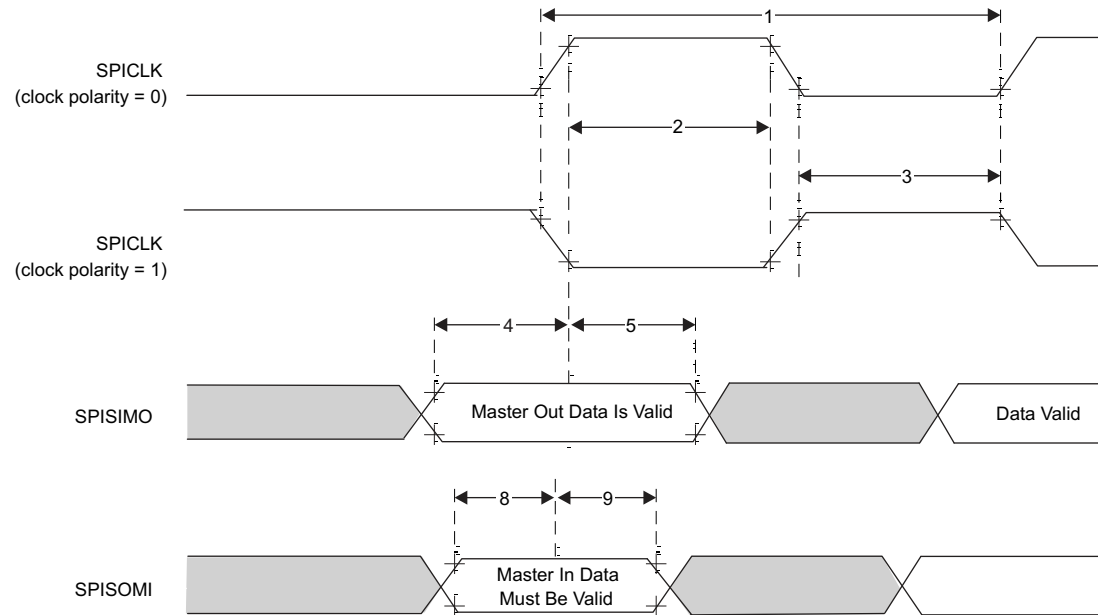 1
SPICLK
(clock polarity = 0)
2
3
SPICLK
(clock polarity = 1)
4
5
SPISIMO
Master Out Data Is Valid
Data Valid
8
9
SPISOMI
Master In Data
Must Be Valid